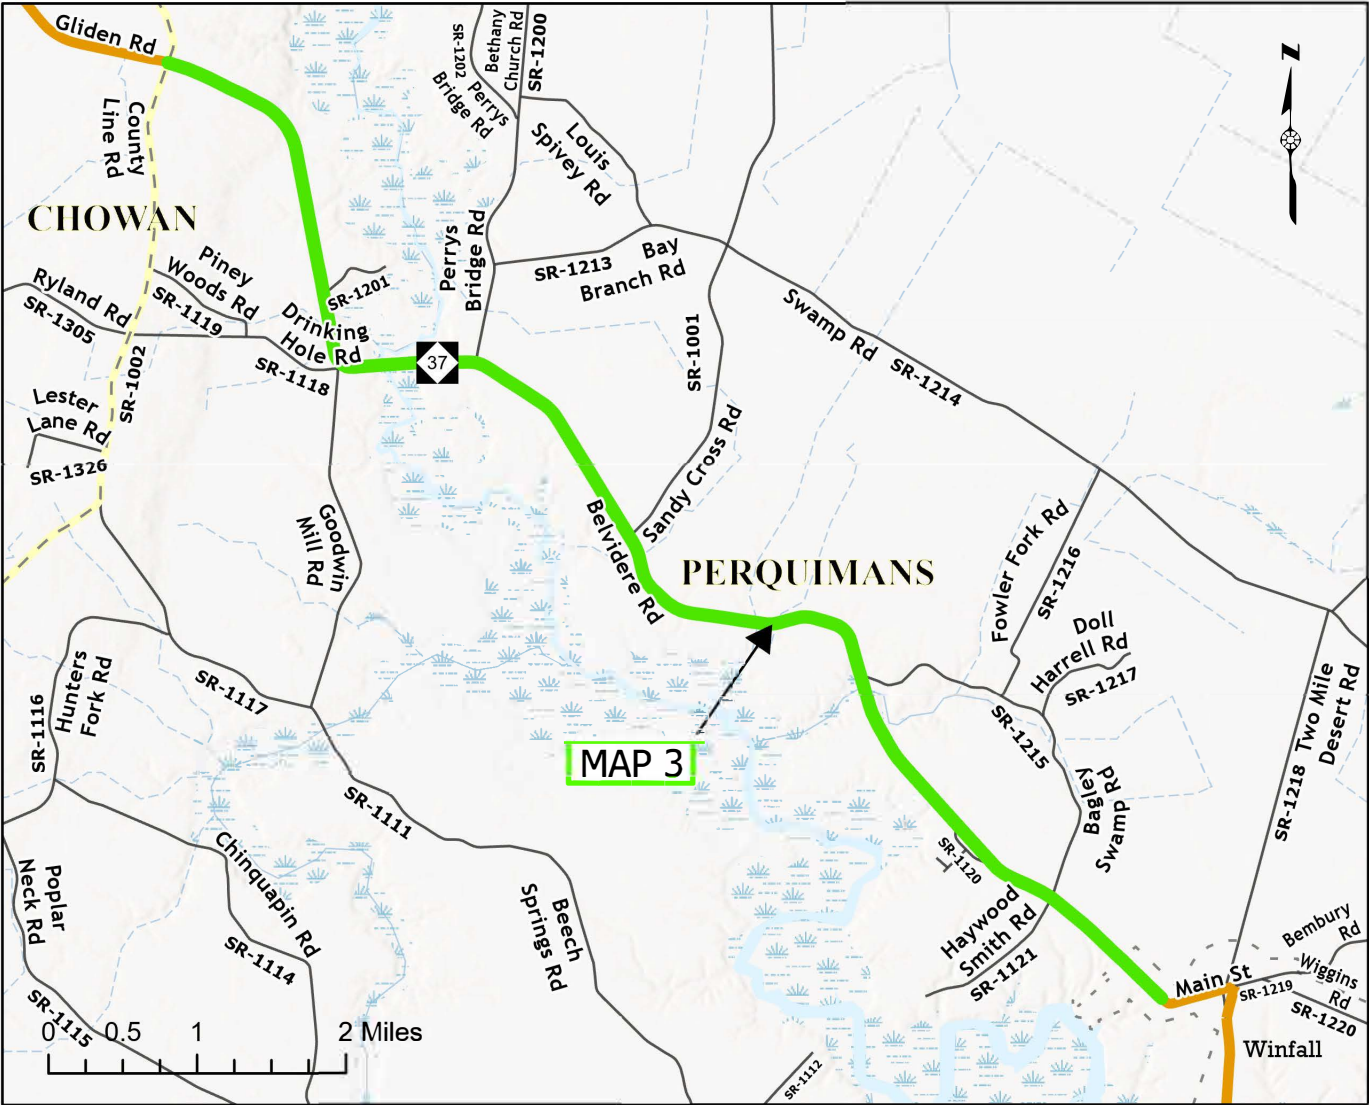 Gliden Rd
County
Line Rd
CHOWAN
SR-1202
Perrys
Bridge Rd
Bethany
Church Rd
SR-1200
Louis
Spivey Rd
Z
Piney
Woods Rd
SR-1119
Ryland Rd
SR-1305
SR-1201
Drinking
Hole Rd
SR-1118
Perrys
Bridge Rd
SR-1213
Bay
Branch Rd
SR-1001
Swamp Rd
SR-1214
37
SR-1002
Lester
Lane Rd
SR-1326
Goodwin
Mill Rd
Sandy Cross Rd
Belvidere Rd
PERQUIMANS
Fowler Fork Rd
SR-1216
Doll
Harrell Rd
SR-1217
SR-1215
Two Mile
Desert Rd
SR-1218
Hunters
Fork Rd
SR-1116
SR-1117
MAP 3
SR-1111
Bagley
Swamp Rd
SR-1120
Chinquapin Rd
SR-1114
Poplar
Neck Rd
SR-1115
Beech
Springs Rd
Haywood
Smith Rd
SR-1121
Main St
SR-1219
Bembury
Rd
Wiggins
Rd
SR-1220
Winfall
SR-1112
0 0.5 1 2 Miles